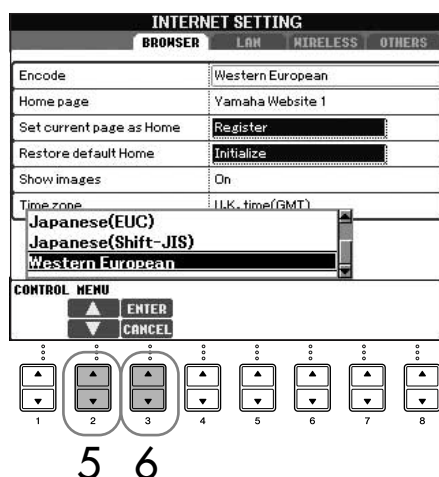 INTERNET SETTING
BROWSER LAN WIRELESS OTHERS
Encode Western European
Home page Yamaha Website 1
Set current page as Home Register
Restore default Home Initialize
Show images On
Time zone U.K. time(GMT)
Japanese(EUC)
Japanese(Shift-JIS)
Western European
CONTROL MENU
ENTER
CANCEL
1 2 3 4 5 6 7 8
5 6